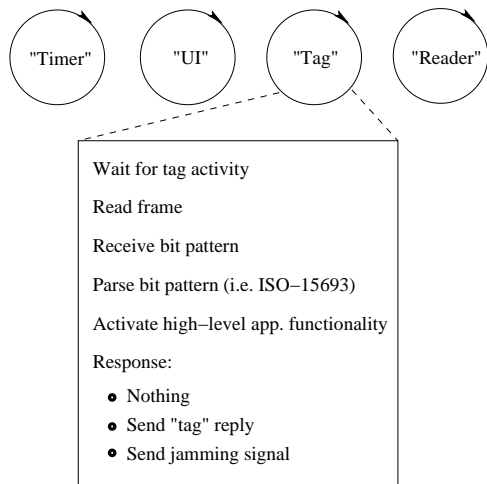 "Timer" "UI" "Tag" "Reader"
Wait for tag activity
Read frame
Receive bit pattern
Parse bit pattern (i.e. ISO−15693)
Activate high−level app. functionality
Response:
Nothing
Send "tag" reply
Send jamming signal